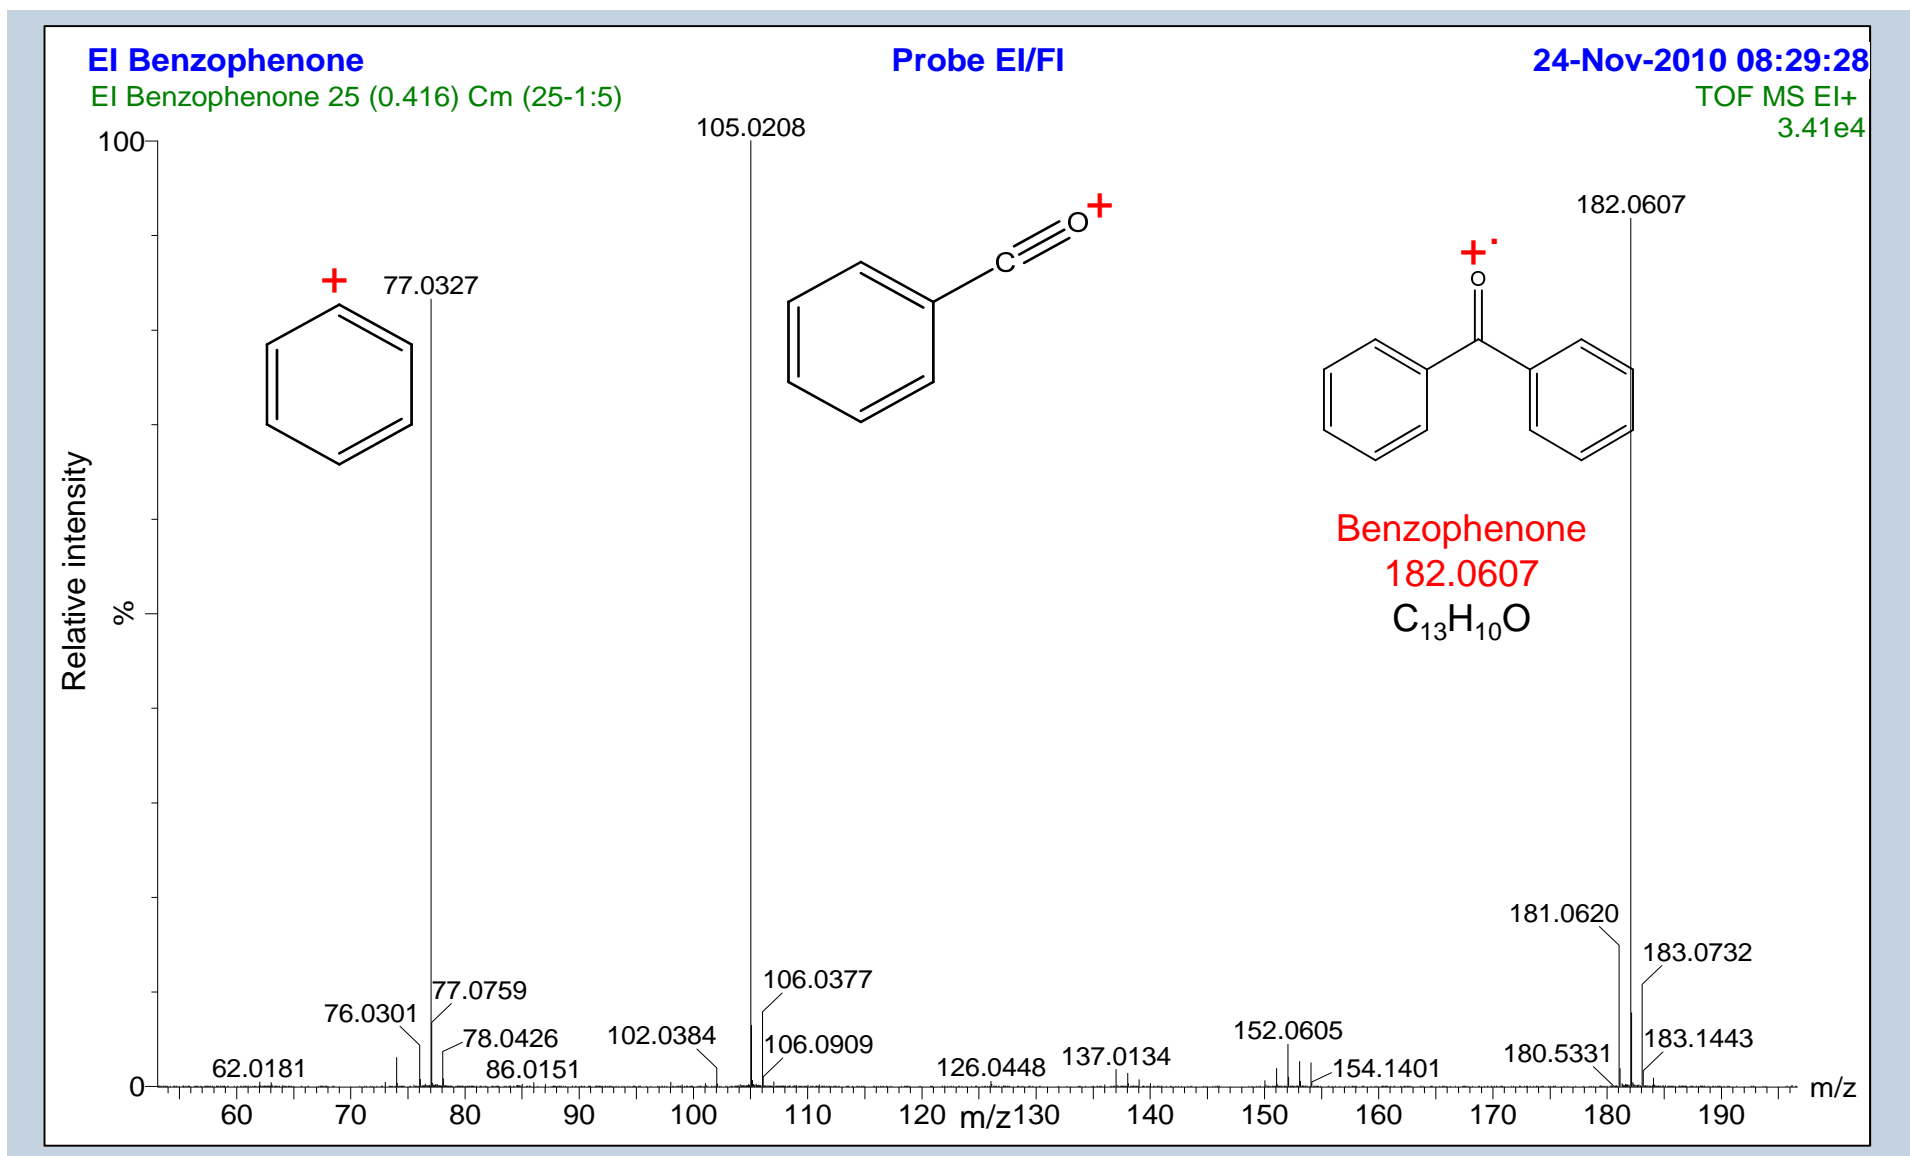 EI Benzophenone
Probe EI/FI
24-Nov-2010 08:29:28
EI Benzophenone 25 (0.416) Cm (25-1:5)
TOF MS EI+
3.41e4
100
105.0208
182.0607
77.0327
+
C
O
+
+·
O
Benzophenone
182.0607
C₁₃H₁₀O
Relative intensity
%
181.0620
183.0732
106.0377
77.0759
76.0301
78.0426
102.0384
106.0909
152.0605
137.0134
180.5331
183.1443
62.0181
86.0151
126.0448
154.1401
0
m/z
60
70
80
90
100
110
120
m/z
130
140
150
160
170
180
190